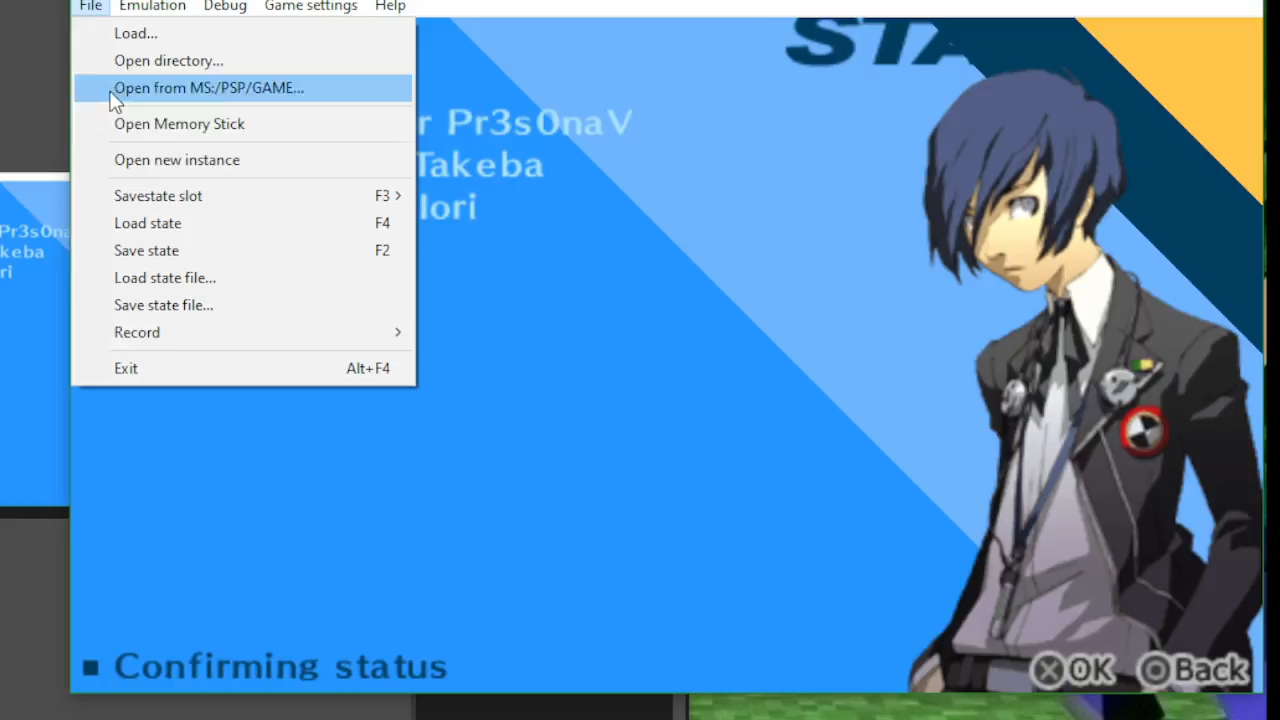 File Emulation Debug Game settings Help
Load...
Open directory...
Open from MS:/PSP/GAME...
Open Memory Stick
Open new instance
Savestate slot F3 >
Load state F4
Save state F2
Load state file...
Save state file...
Record >
Exit Alt+F4
STA
r Pr3s0naV
Takeba
Iori
Pr3s0na
keba
ri
Confirming status
OK Back